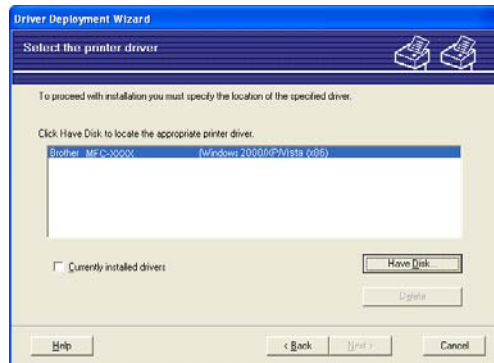 Driver Deployment Wizard
Select the printer driver
To proceed with installation you must specify the location of the specified driver.
Click Have Disk to locate the appropriate printer driver.
Brother MFC-XXXX (Windows 2000/XP/Vista (x86)
Currently installed drivers
Have Disk...
Delete
Help
< Back
Next >
Cancel